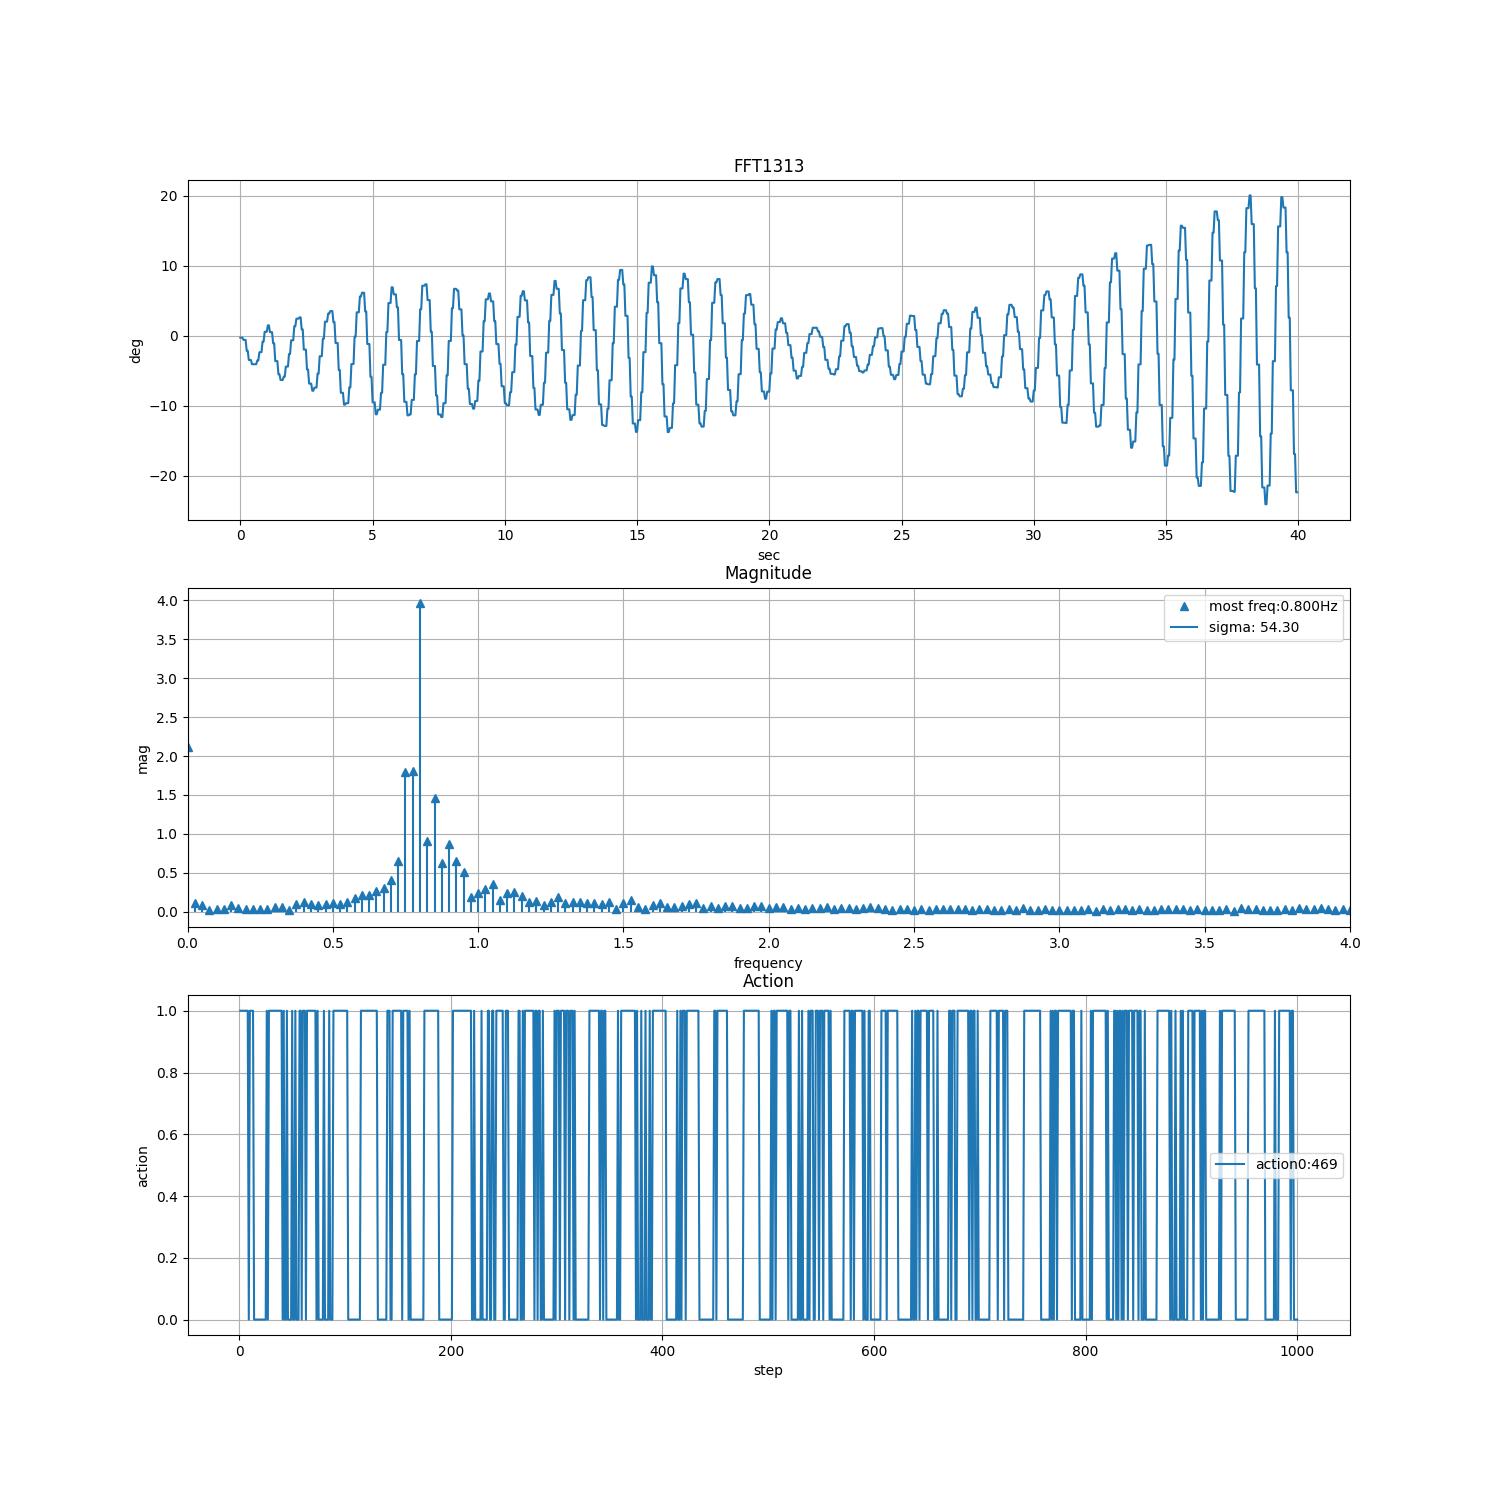 FFT1313
20
10
0
−10
−20
deg
0 5 10 15 20 25 30 35 40
sec
Magnitude
4.0
3.5
3.0
2.5
2.0
1.5
1.0
0.5
0.0
mag
most freq:0.800Hz
sigma: 54.30
0.0 0.5 1.0 1.5 2.0 2.5 3.0 3.5 4.0
frequency
Action
1.0
0.8
0.6
0.4
0.2
0.0
action
action0:469
0 200 400 600 800 1000
step